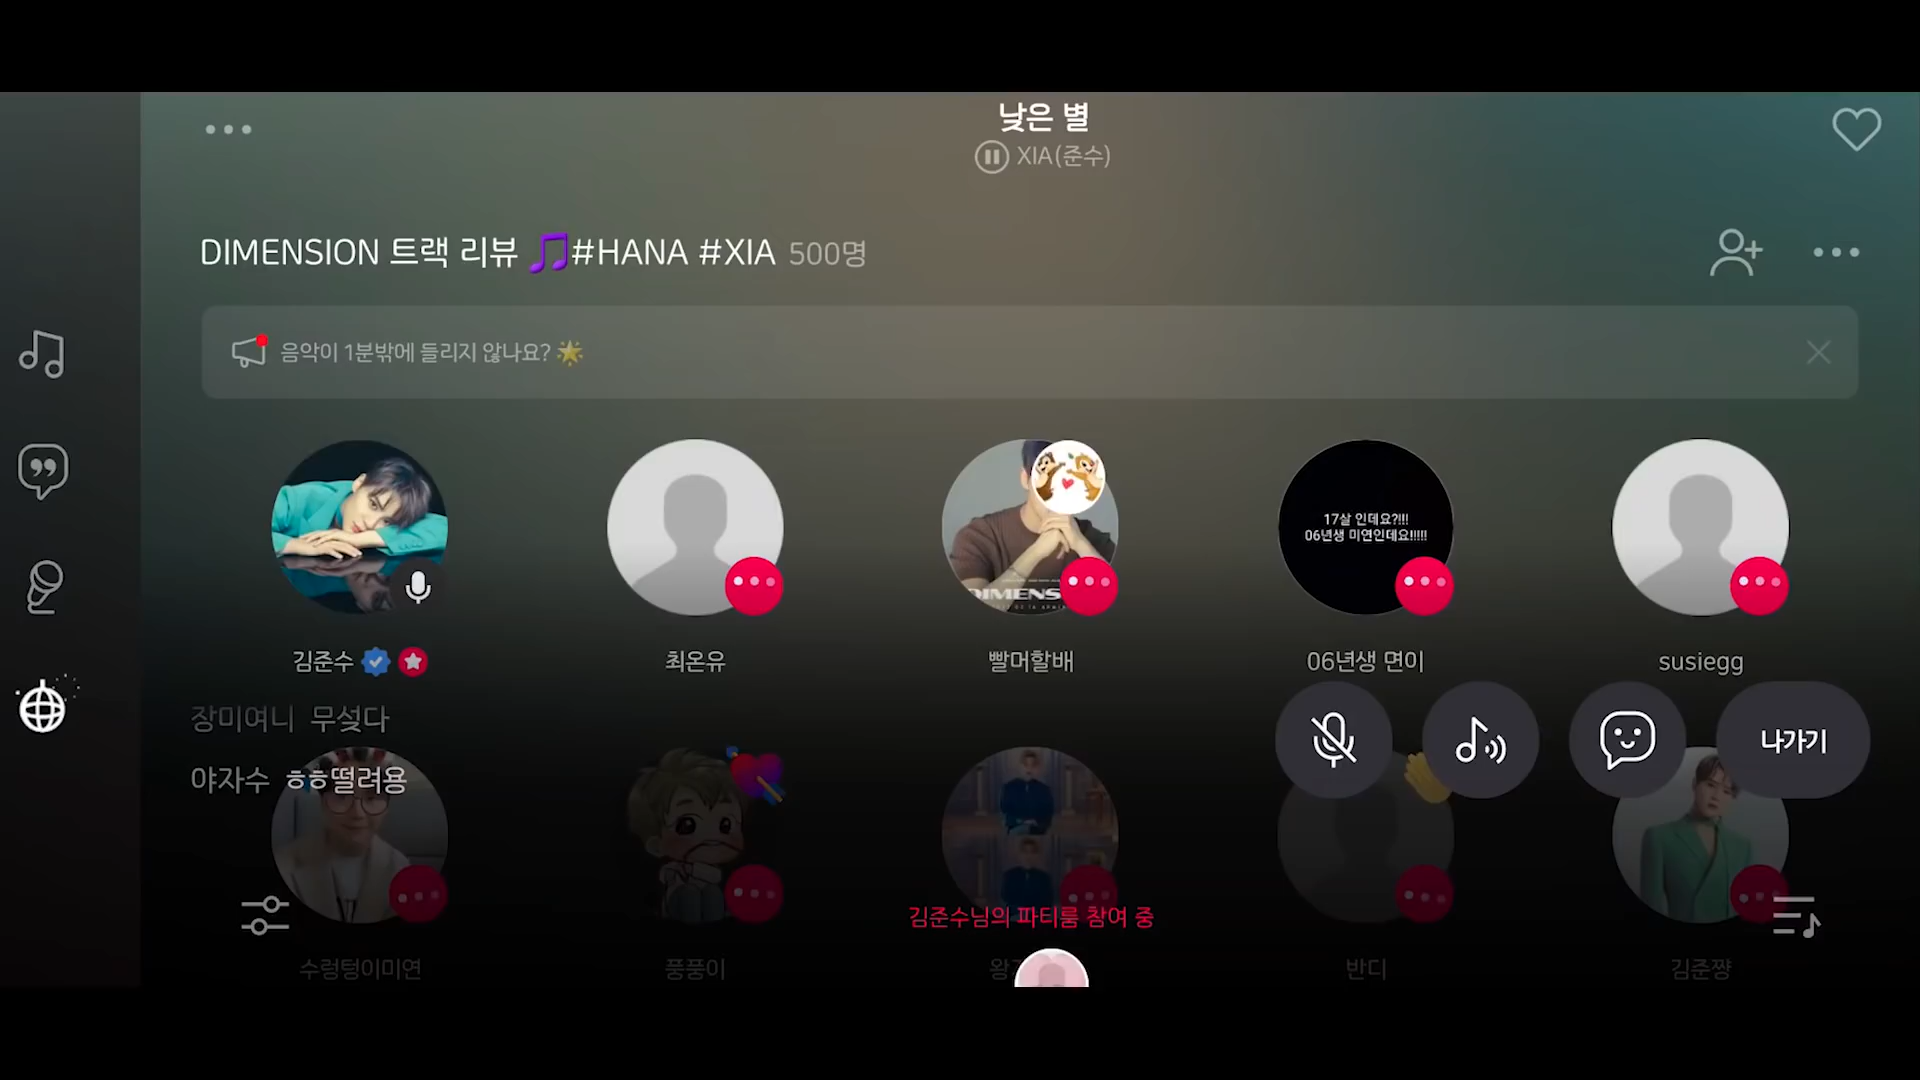 낮은 별
XIA(준수)
DIMENSION 트랙 리뷰 🎵#HANA #XIA 500명
음악이 1분밖에 들리지 않나요? 🌟
17살 인데요?!!!
06년생 미연인데요!!!!!
김준수
최온유
빨머할배
06년생 면이
susiegg
장미여니 무섷다
야자수 ㅎㅎ떨려용
나가기
김준수님의 파티룸 참여 중
수렁텅이미연
풍풍이
반디
김준쨩